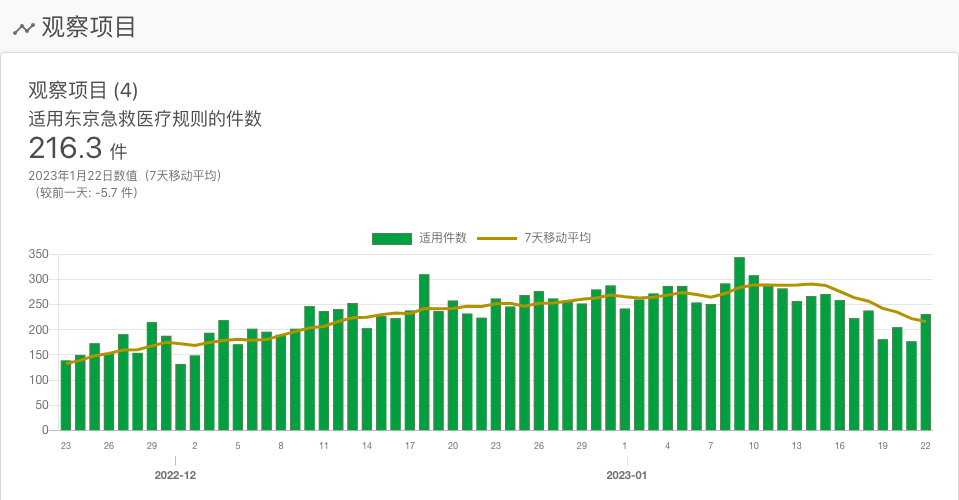 观察项目
观察项目 (4)
适用东京急救医疗规则的件数
216.3 件
2023年1月22日数值（7天移动平均）
（较前一天: -5.7 件）
适用件数 7天移动平均
350
300
250
200
150
100
50
0
23 26 29 2 5 8 11 14 17 20 23 26 29 1 4 7 10 13 16 19 22
2022-12 2023-01